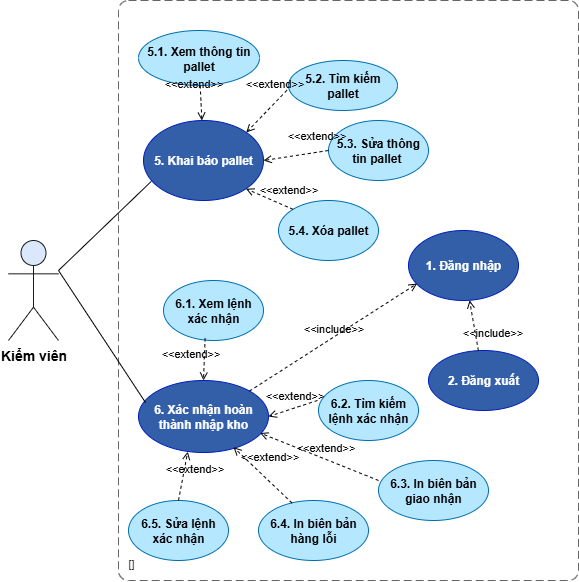 5.1. Xem thông tin
pallet
<<extend>>
<<extend>>
5.2. Tìm kiếm
pallet
<<extend>>
5.3. Sửa thông
tin pallet
5. Khai báo pallet
<<extend>>
5.4. Xóa pallet
Kiểm viên
1. Đăng nhập
6.1. Xem lệnh
xác nhận
<<include>>
<<include>>
<<extend>>
2. Đăng xuất
6. Xác nhận hoàn
thành nhập kho
<<extend>>
6.2. Tìm kiếm
lệnh xác nhận
<<extend>>
<<extend>>
<<extend>>
6.3. In biên bản
giao nhận
6.5. Sửa lệnh
xác nhận
6.4. In biên bản
hàng lỗi
[]